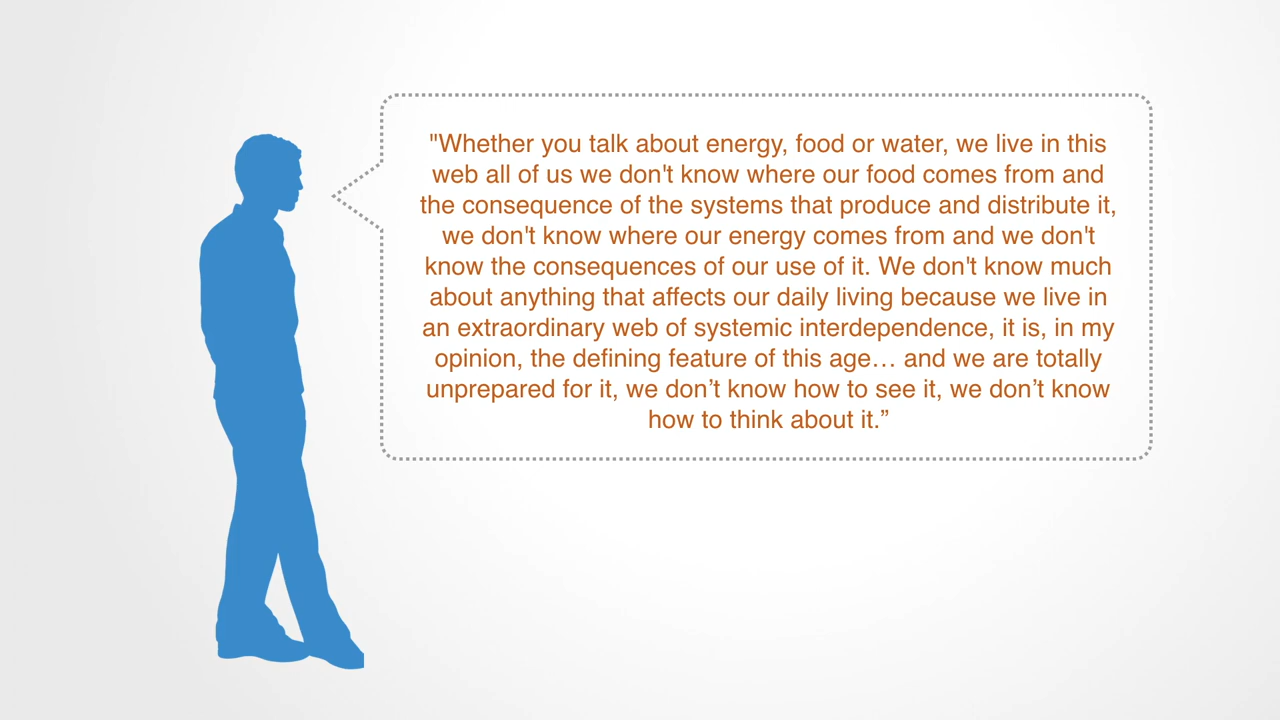 "Whether you talk about energy, food or water, we live in this
web all of us we don't know where our food comes from and
the consequence of the systems that produce and distribute it,
we don't know where our energy comes from and we don't
know the consequences of our use of it. We don't know much
about anything that affects our daily living because we live in
an extraordinary web of systemic interdependence, it is, in my
opinion, the defining feature of this age… and we are totally
unprepared for it, we don’t know how to see it, we don’t know
how to think about it.”